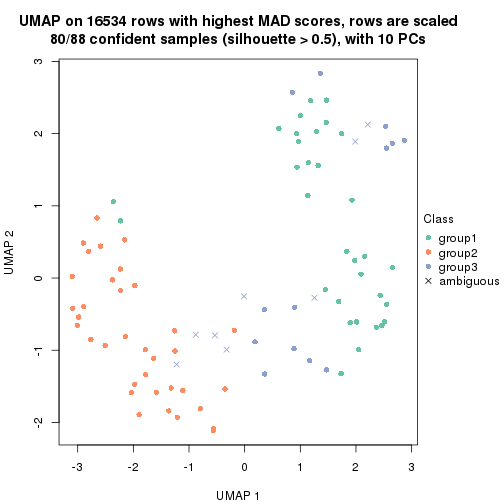 UMAP on 16534 rows with highest MAD scores, rows are scaled
80/88 confident samples (silhouette > 0.5), with 10 PCs
3
2
1
0
-1
-2
UMAP 2
-3
-2
-1
0
1
2
3
UMAP 1
Class
group1
group2
group3
ambiguous